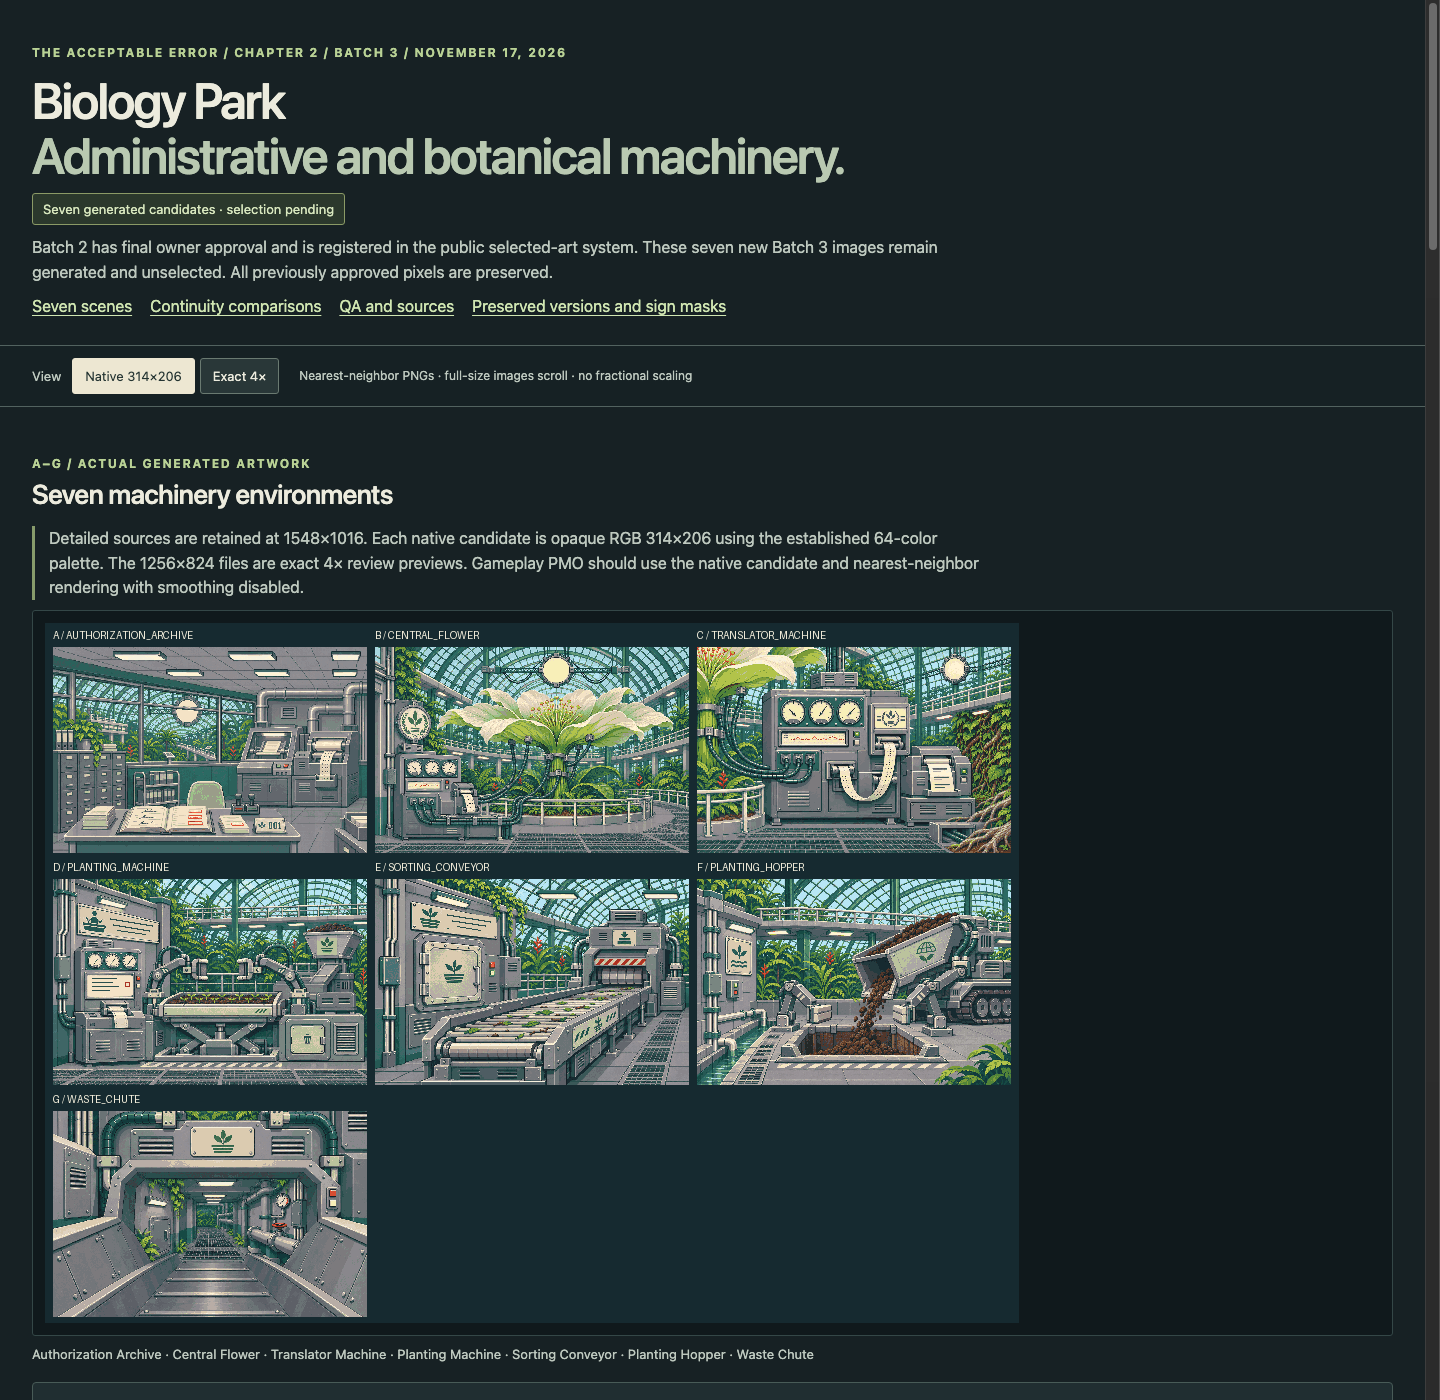 THE ACCEPTABLE ERROR / CHAPTER 2 / BATCH 3 / NOVEMBER 17, 2026
Biology Park
Administrative and botanical machinery.
Seven generated candidates · selection pending
Batch 2 has final owner approval and is registered in the public selected-art system. These seven new Batch 3 images remain
generated and unselected. All previously approved pixels are preserved.
Seven scenes Continuity comparisons QA and sources Preserved versions and sign masks
View Native 314×206 Exact 4× Nearest-neighbor PNGs · full-size images scroll · no fractional scaling
A–G / ACTUAL GENERATED ARTWORK
Seven machinery environments
Detailed sources are retained at 1548×1016. Each native candidate is opaque RGB 314×206 using the established 64-color
palette. The 1256×824 files are exact 4× review previews. Gameplay PMO should use the native candidate and nearest-neighbor
rendering with smoothing disabled.
A / AUTHORIZATION_ARCHIVE B / CENTRAL_FLOWER C / TRANSLATOR_MACHINE
001
D / PLANTING_MACHINE E / SORTING_CONVEYOR F / PLANTING_HOPPER
G / WASTE_CHUTE
Authorization Archive · Central Flower · Translator Machine · Planting Machine · Sorting Conveyor · Planting Hopper · Waste Chute